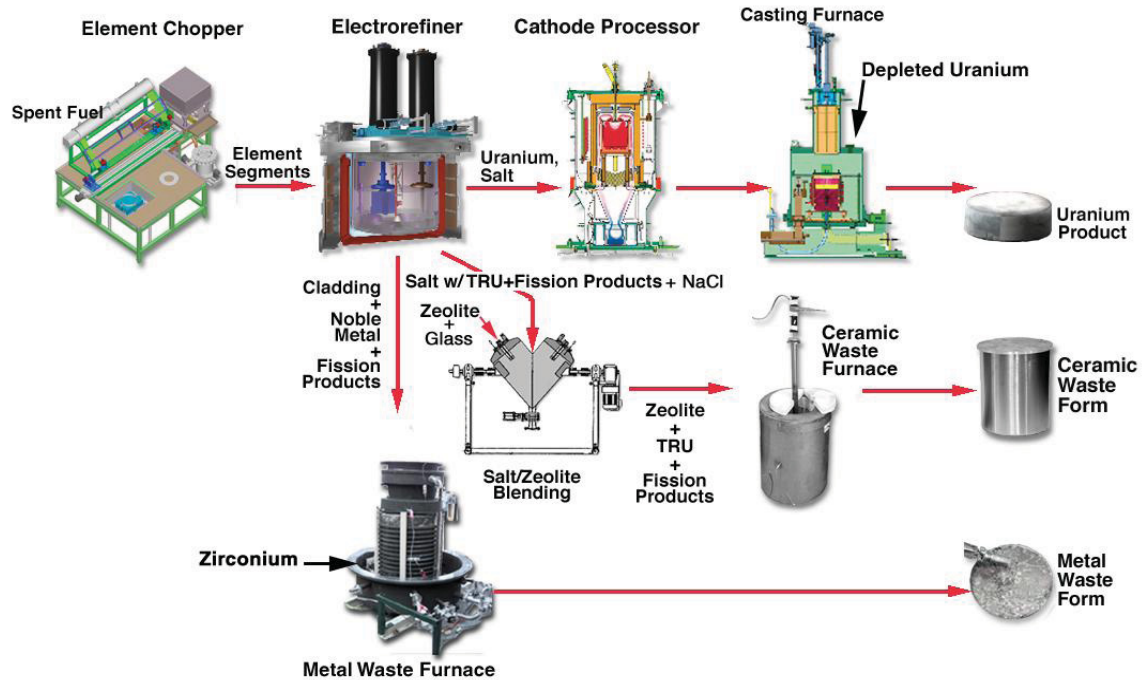 Element Chopper
Electrorefiner
Cathode Processor
Casting Furnace
Depleted Uranium
Spent Fuel
Element
Segments
Uranium,
Salt
Uranium
Product
Cladding
+
Noble
Metal
+
Fission
Products
Salt w/TRU+Fission Products + NaCl
Zeolite
+
Glass
Salt/Zeolite
Blending
Zeolite
+
TRU
+
Fission
Products
Ceramic
Waste
Furnace
Ceramic
Waste
Form
Zirconium
Metal Waste Furnace
Metal
Waste
Form